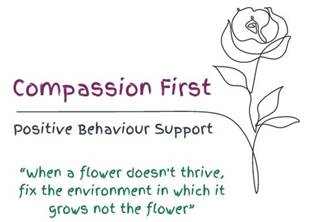 Compassion First
Positive Behaviour Support
"When a flower doesn't thrive,
fix the environment in which it
grows not the flower"